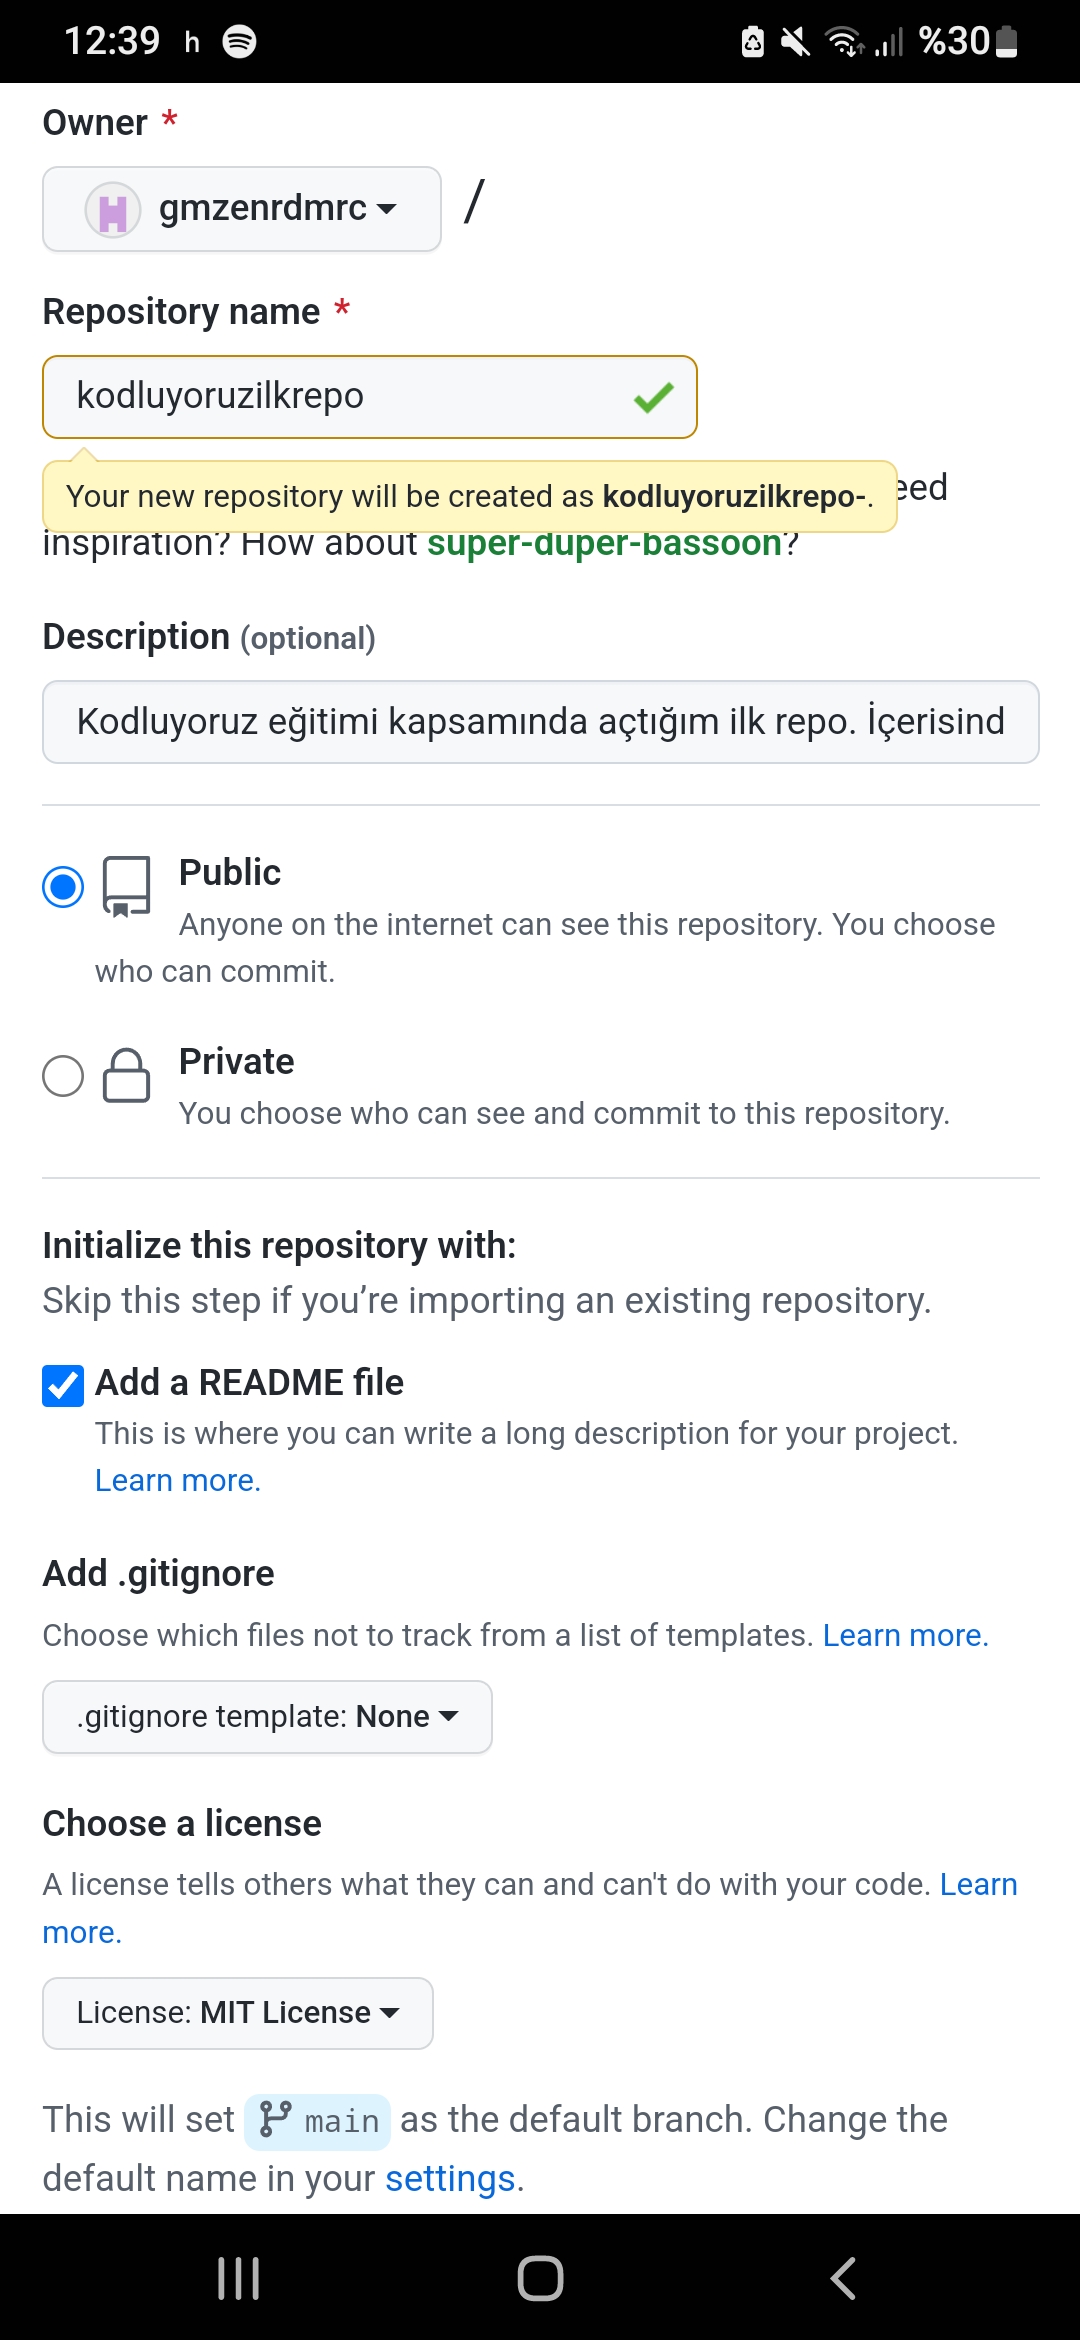 12:39 h %30
Owner *
gmzenrdmrc /
Repository name *
kodluyoruzilkrepo
Your new repository will be created as kodluyoruzilkrepo-.
inspiration? How about super-duper-bassoon?
Description (optional)
Kodluyoruz eğitimi kapsamında açtığım ilk repo. İçerisind
Public
Anyone on the internet can see this repository. You choose
who can commit.
Private
You choose who can see and commit to this repository.
Initialize this repository with:
Skip this step if you’re importing an existing repository.
Add a README file
This is where you can write a long description for your project.
Learn more.
Add .gitignore
Choose which files not to track from a list of templates. Learn more.
.gitignore template: None
Choose a license
A license tells others what they can and can't do with your code. Learn
more.
License: MIT License
This will set main as the default branch. Change the
default name in your settings.